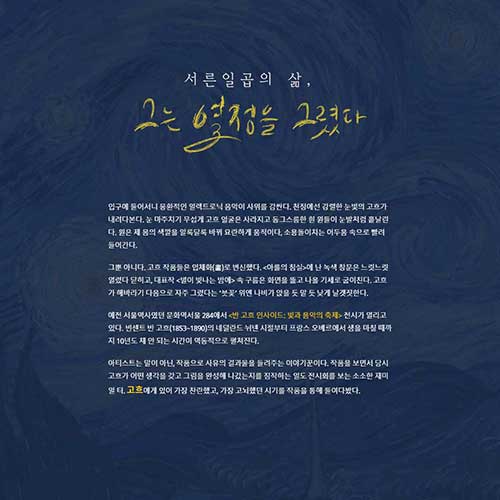 서른일곱의 삶,
그는 열정을 그렸다
입구에 들어서니 몽환적인 일렉트로닉 음악이 사위를 감싼다. 천장에선 강렬한 눈빛의 고흐가
내려다본다. 눈 마주치기 무섭게 고흐 얼굴은 사라지고 동그스름한 흰 원들이 눈발처럼 흩날린
다. 원은 제 몸의 색깔을 알록달록 바꿔 요란하게 움직이다, 소용돌이치는 어두움 속으로 빨려
들어간다.
그뿐 아니다. 고흐 작품들은 입체화(畫)로 변신했다. <아를의 침실>에 난 녹색 창문은 느릿느릿
열렸다 닫히고, 대표작 <별이 빛나는 밤에> 속 구름은 화면을 뚫고 나올 기세로 굽이친다. 고흐
가 해바라기 다음으로 자주 그렸다는 '붓꽃' 위엔 나비가 앉을 듯 말 듯 낮게 날갯짓한다.
예전 서울역사였던 문화역서울 284에서 <반 고흐 인사이드: 빛과 음악의 축제> 전시가 열리고
있다. 빈센트 반 고흐(1853~1890)의 네덜란드 뉘넨 시절부터 프랑스 오베르에서 생을 마칠 때까
지 10년도 채 안 되는 시간이 역동적으로 펼쳐진다.
아티스트는 말이 아닌, 작품으로 사유의 결과물을 들려주는 이야기꾼이다. 작품을 보면서 당시
고흐가 어떤 생각을 갖고 그림을 완성해 나갔는지를 짐작하는 일도 전시회를 보는 소소한 재미
일 터. 고흐에게 있어 가장 찬란했고, 가장 고뇌했던 시기를 작품을 통해 들여다봤다.